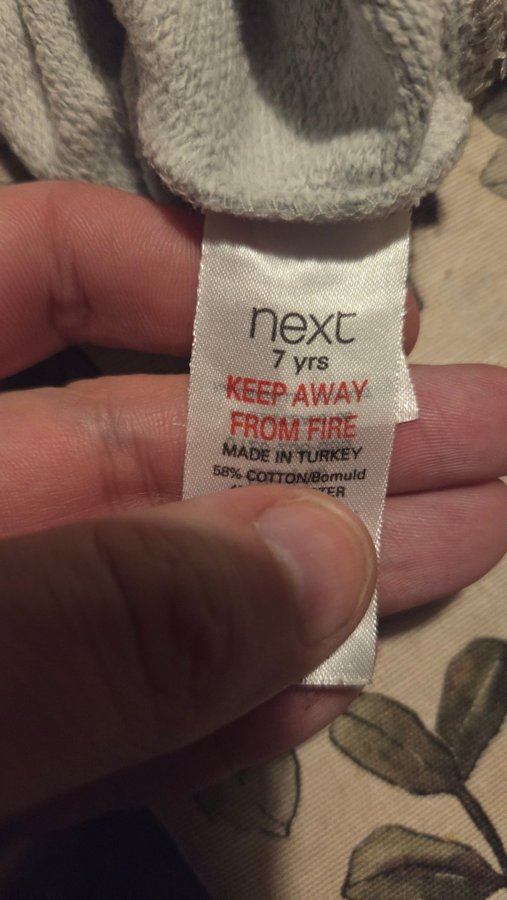 next
7 yrs
KEEP AWAY
FROM FIRE
MADE IN TURKEY
58% COTTON/Bomuld